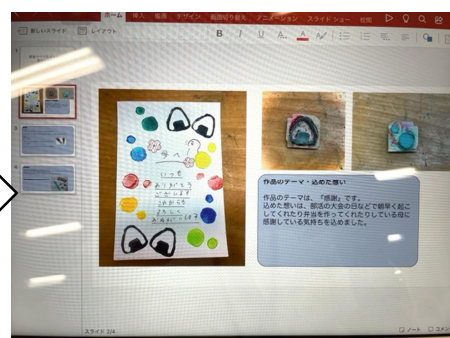 ホーム 挿入 描画 デザイン 画面切り替え アニメーション スライド ショー 校閲
新しいスライド レイアウト
B I U
母へ
いつも
ありがとう
ございます
これからも
よろしく
おねがいします
作品のテーマ・込めた想い
作品のテーマは、「感謝」です。
込めた想いは、部活の大会の日などで朝早く起こ
してくれたり弁当を作ってくれたりしている母に
感謝している気持ちを込めました。
スライド 2/4
ノート